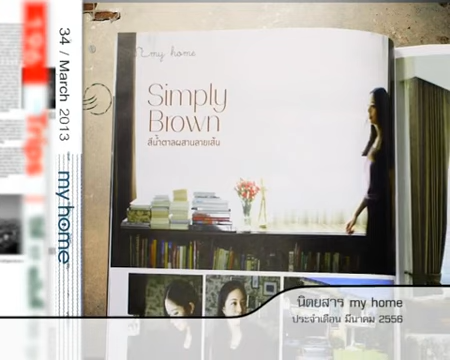 34 / March 2013
my home
my home
Simply
Brown
สีน้ำตาลผสานลายเส้น
นิตยสาร my home
ประจำเดือน มีนาคม 2556